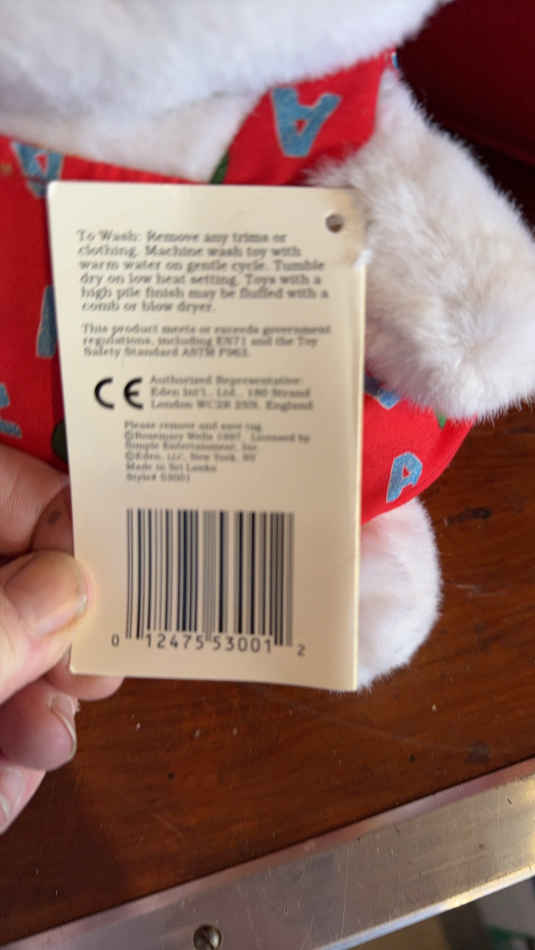 To Wash: Remove any trims or
clothing. Machine wash toy with
warm water on gentle cycle. Tumble
dry on low heat setting. Toys with a
high pile finish may be fluffed with a
comb or blow dryer.
This product meets or exceeds government
regulations, including EN71 and the Toy
Safety Standard ASTM F963.
CE Authorized Representative:
Eden Int'l., Ltd., 180 Strand
London WC2R 2NN, England
Please remove and save tag.
©Rosemary Wells 1997. Licensed by
Simple Entertainment, Inc.
©Eden, LLC, New York, NY
Made in Sri Lanka
Style# 53001
0 12475 53001 2
A
A
A